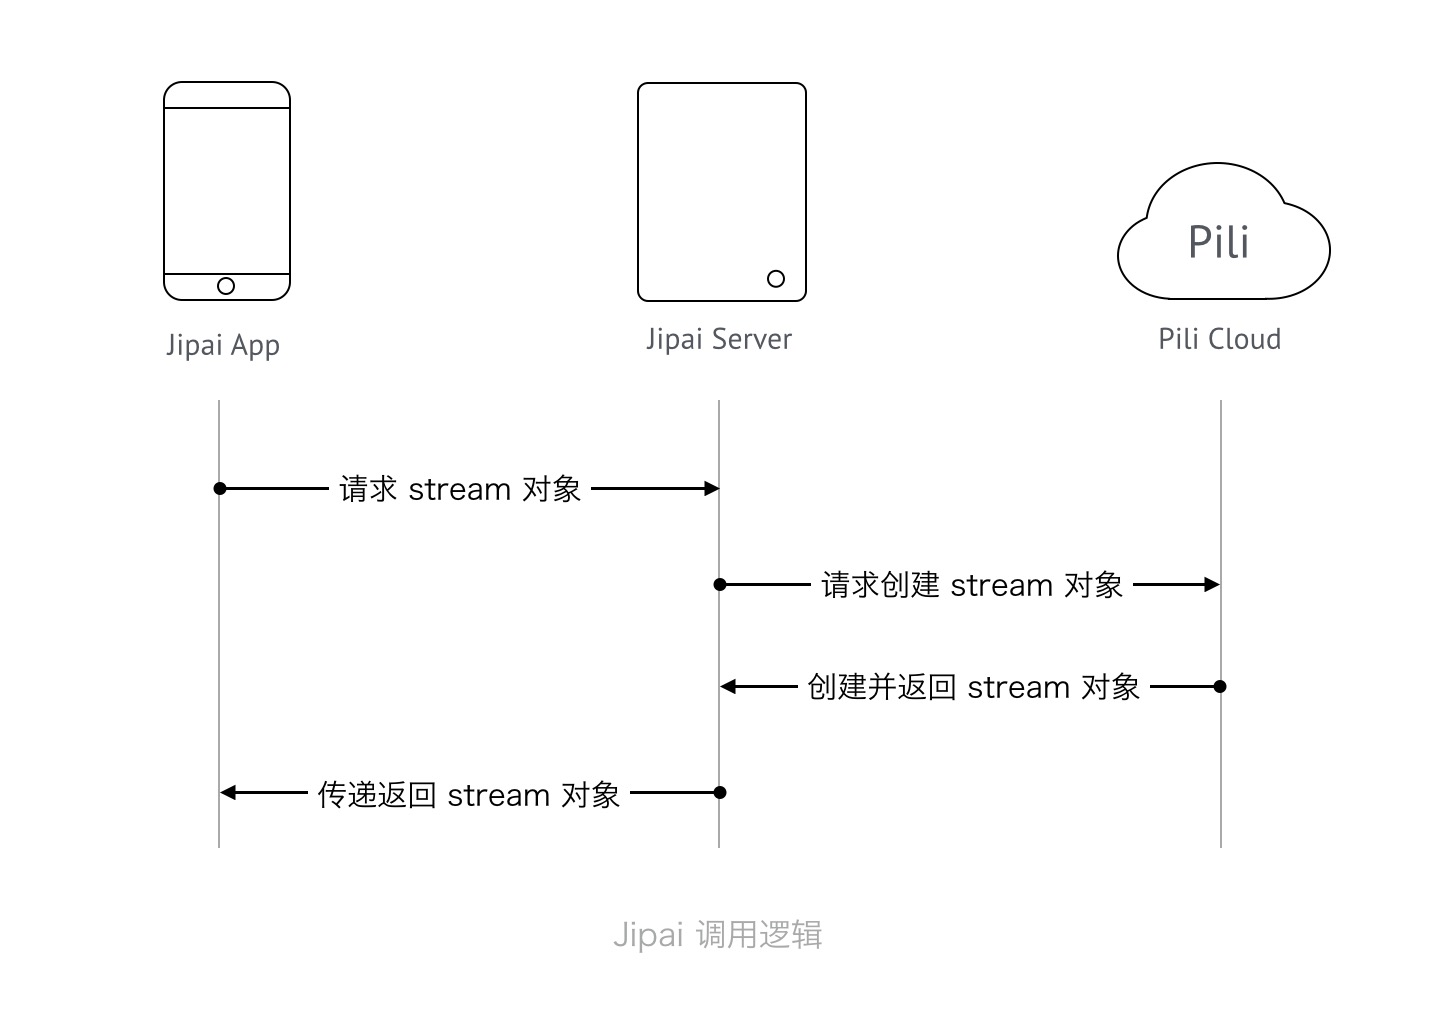 Pili
Jipai App
Jipai Server
Pili Cloud
请求 stream 对象
请求创建 stream 对象
创建并返回 stream 对象
传递返回 stream 对象
Jipai 调用逻辑